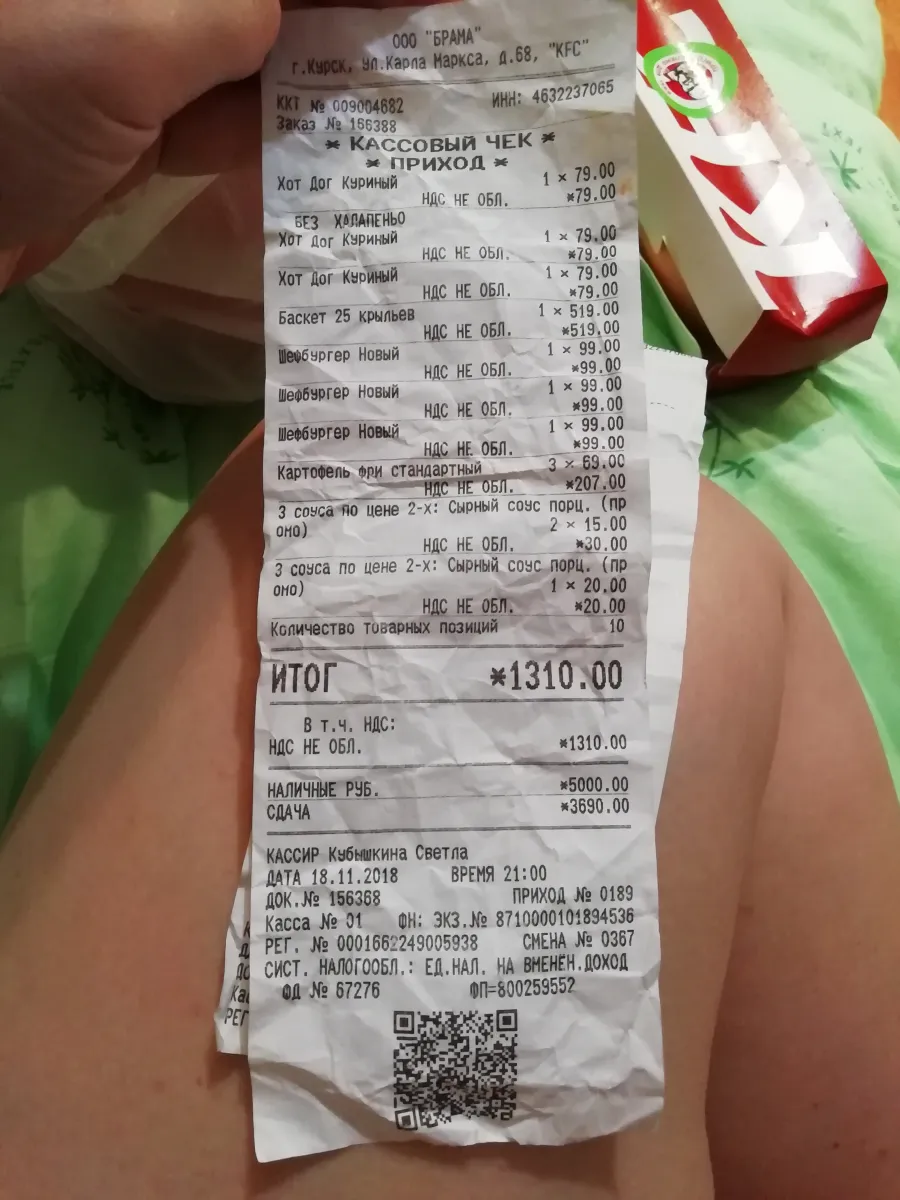 ООО "БРАМА"
г.Курск, ул.Карла Маркса, д.68, "KFC"
ККТ № 009004682 ИНН: 4632237065
Заказ № 166388
* КАССОВЫЙ ЧЕК *
* ПРИХОД *
Хот Дог Куриный 1 × 79.00
НДС НЕ ОБЛ. *79.00
БЕЗ ХАЛАПЕНЬО
Хот Дог Куриный 1 × 79.00
НДС НЕ ОБЛ. *79.00
Хот Дог Куриный 1 × 79.00
НДС НЕ ОБЛ. *79.00
Баскет 25 крыльев 1 × 519.00
НДС НЕ ОБЛ. *519.00
Шефбургер Новый 1 × 99.00
НДС НЕ ОБЛ. *99.00
Шефбургер Новый 1 × 99.00
НДС НЕ ОБЛ. *99.00
Шефбургер Новый 1 × 99.00
НДС НЕ ОБЛ. *99.00
Картофель фри стандартный 3 × 69.00
НДС НЕ ОБЛ. *207.00
3 соуса по цене 2-х: Сырный соус порц. (пр
омо) 2 × 15.00
НДС НЕ ОБЛ. *30.00
3 соуса по цене 2-х: Сырный соус порц. (пр
омо) 1 × 20.00
НДС НЕ ОБЛ. *20.00
Количество товарных позиций 10
ИТОГ *1310.00
В т.ч. НДС:
НДС НЕ ОБЛ. *1310.00
НАЛИЧНЫЕ РУБ. *5000.00
СДАЧА *3690.00
КАССИР Кубышкина Светла
ДАТА 18.11.2018 ВРЕМЯ 21:00
ДОК.№ 156368 ПРИХОД № 0189
Касса № 01 ФН: ЭКЗ.№ 8710000101894536
РЕГ. № 0001662249005938 СМЕНА № 0367
СИСТ. НАЛОГООБЛ.: ЕД.НАЛ. НА ВМЕНЕН.ДОХОД
ФД № 67276 ФП=800259552